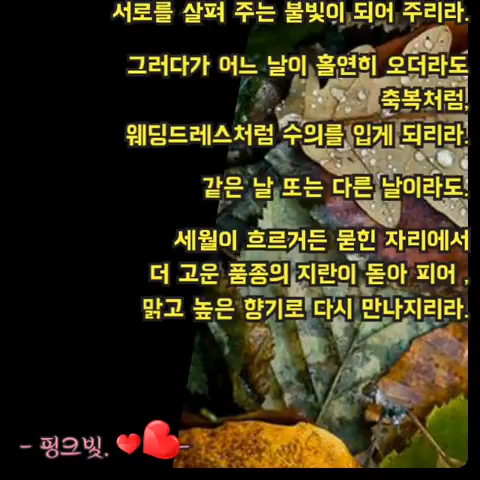 서로를 살펴 주는 불빛이 되어 주리라.
그러다가 어느 날이 홀연히 오더라도
축복처럼,
웨딩드레스처럼 수의를 입게 되리라.
같은 날 또는 다른 날이라도.
세월이 흐르거든 묻힌 자리에서
더 고운 품종의 지란이 돋아 피어 ,
맑고 높은 향기로 다시 만나지리라.
- 핑크빛. -